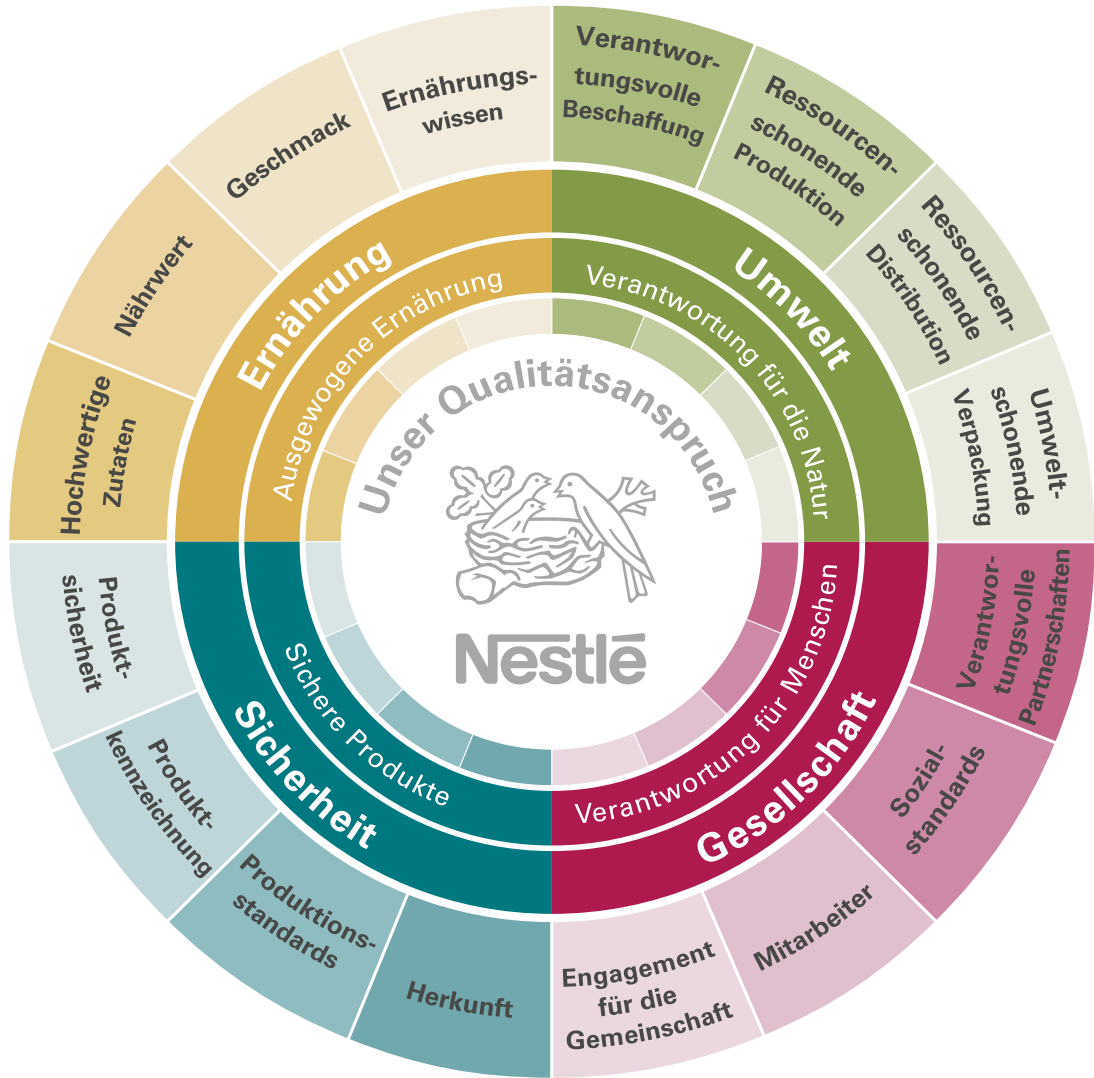 Unser Qualitätsanspruch
Nestlé
Ernährung
Ausgewogene Ernährung
Hochwertige
Zutaten
Nährwert
Geschmack
Ernährungs-
wissen
Umwelt
Verantwortung für die Natur
Verantwor-
tungsvolle
Beschaffung
Ressourcen-
schonende
Produktion
Ressourcen-
schonende
Distribution
Umwelt-
schonende
Verpackung
Gesellschaft
Verantwortung für Menschen
Verantwor-
tungsvolle
Partnerschaften
Sozial-
standards
Mitarbeiter
Engagement
für die
Gemeinschaft
Sicherheit
Sichere Produkte
Herkunft
Produktions-
standards
Produkt-
kennzeichnung
Produkt-
sicherheit